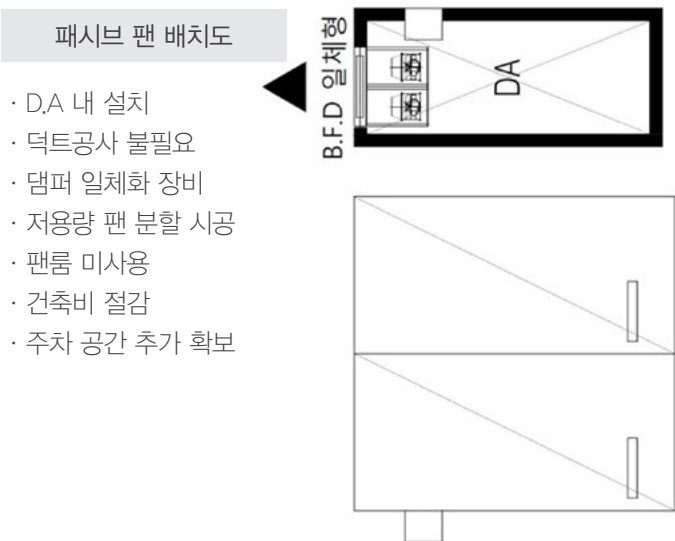 패시브 팬 배치도
· D.A 내 설치
· 덕트공사 불필요
· 댐퍼 일체화 장비
· 저용량 팬 분할 시공
· 팬룸 미사용
· 건축비 절감
· 주차 공간 추가 확보
B.F.D 일체형
DA